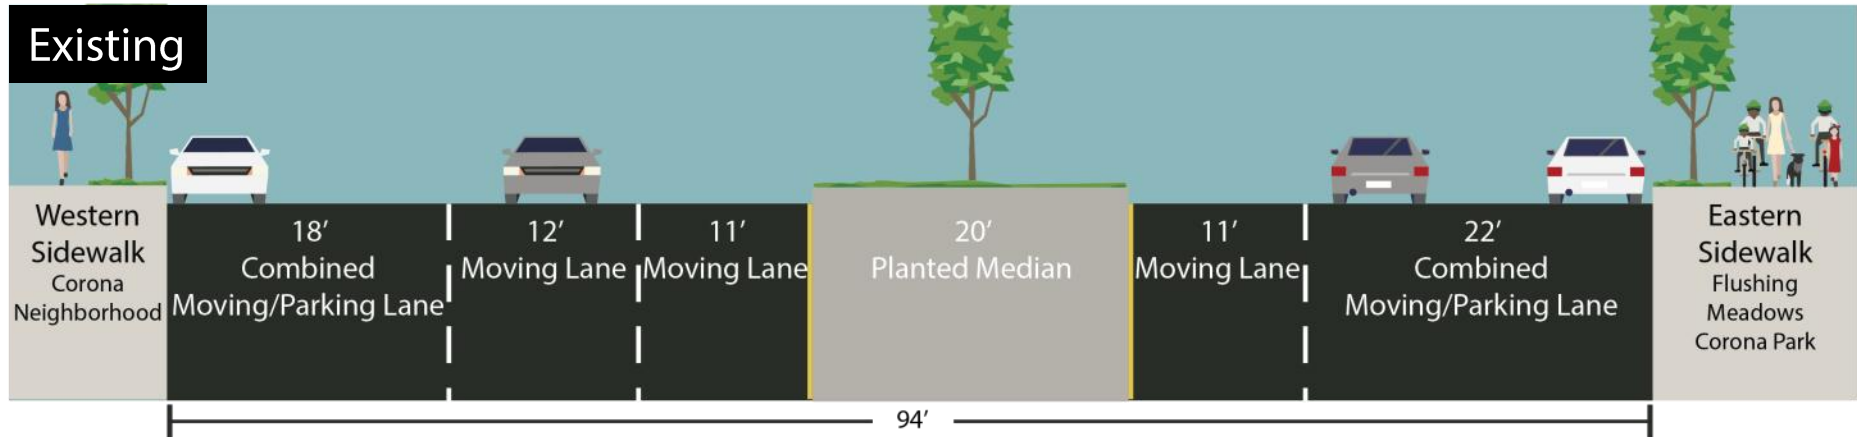 Existing
Western
Sidewalk
Corona
Neighborhood
18′
Combined
Moving/Parking Lane
12′
Moving Lane
11′
Moving Lane
20′
Planted Median
11′
Moving Lane
22′
Combined
Moving/Parking Lane
Eastern
Sidewalk
Flushing
Meadows
Corona Park
94′